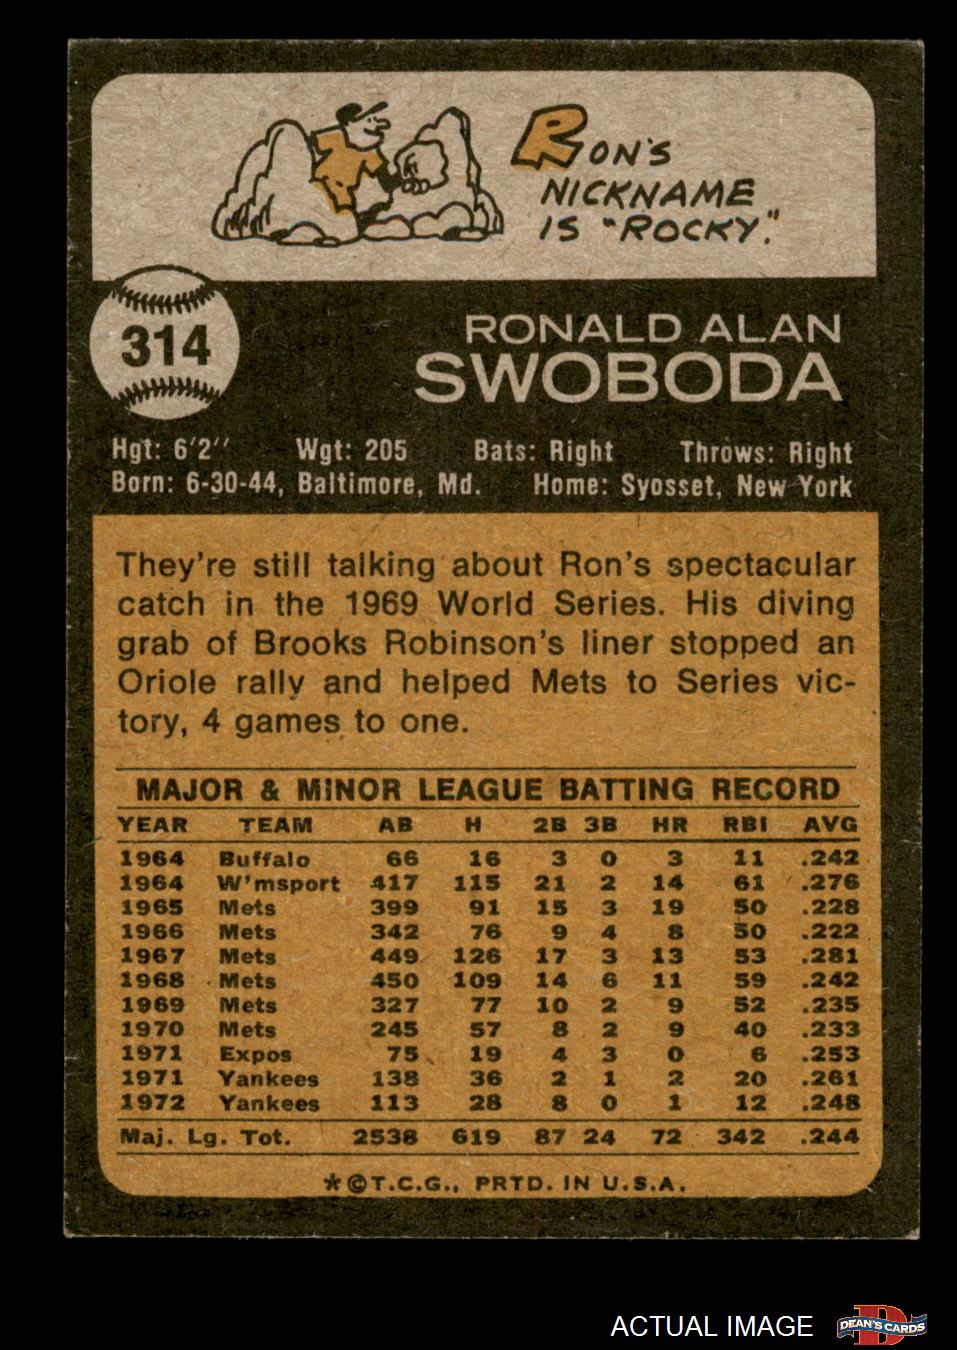 RON'S
NICKNAME
IS "ROCKY."
314
RONALD ALAN
SWOBODA
Hgt: 6'2'' Wgt: 205 Bats: Right Throws: Right
Born: 6-30-44, Baltimore, Md. Home: Syosset, New York
They're still talking about Ron's spectacular
catch in the 1969 World Series. His diving
grab of Brooks Robinson's liner stopped an
Oriole rally and helped Mets to Series vic-
tory, 4 games to one.
MAJOR & MINOR LEAGUE BATTING RECORD
YEAR TEAM AB H 2B 3B HR RBI AVG
1964 Buffalo 66 16 3 0 3 11 .242
1964 W'msport 417 115 21 2 14 61 .276
1965 Mets 399 91 15 3 19 50 .228
1966 Mets 342 76 9 4 8 50 .222
1967 Mets 449 126 17 3 13 53 .281
1968 Mets 450 109 14 6 11 59 .242
1969 Mets 327 77 10 2 9 52 .235
1970 Mets 245 57 8 2 9 40 .233
1971 Expos 75 19 4 3 0 6 .253
1971 Yankees 138 36 2 1 2 20 .261
1972 Yankees 113 28 8 0 1 12 .248
Maj. Lg. Tot. 2538 619 87 24 72 342 .244
*©T.C.G., PRTD. IN U.S.A.
ACTUAL IMAGE
D
DEAN'S CARDS